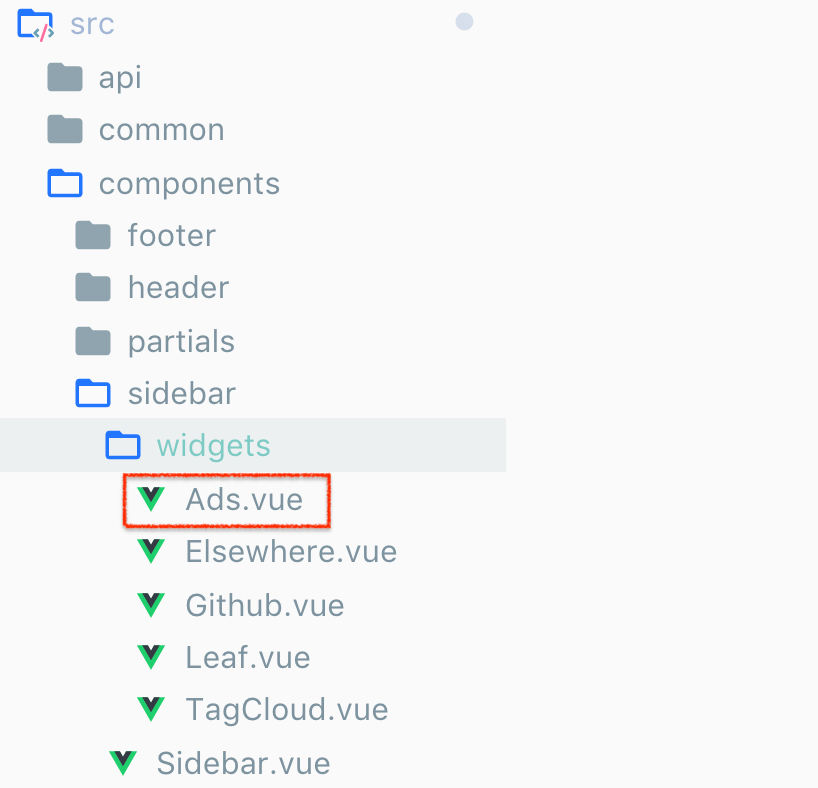 src
api
common
components
footer
header
partials
sidebar
widgets
Ads.vue
Elsewhere.vue
Github.vue
Leaf.vue
TagCloud.vue
Sidebar.vue